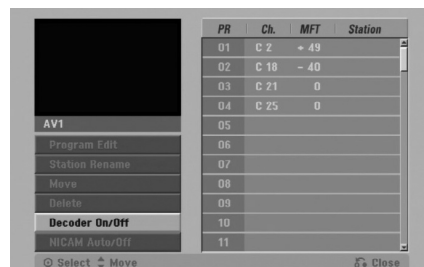 PR Ch. MFT Station
01 C 2 + 49
02 C 18 - 40
03 C 21 0
04 C 25 0
05
06
07
08
09
10
11
AV1
Program Edit
Station Rename
Move
Delete
Decoder On/Off
NICAM Auto/Off
Select Move Close